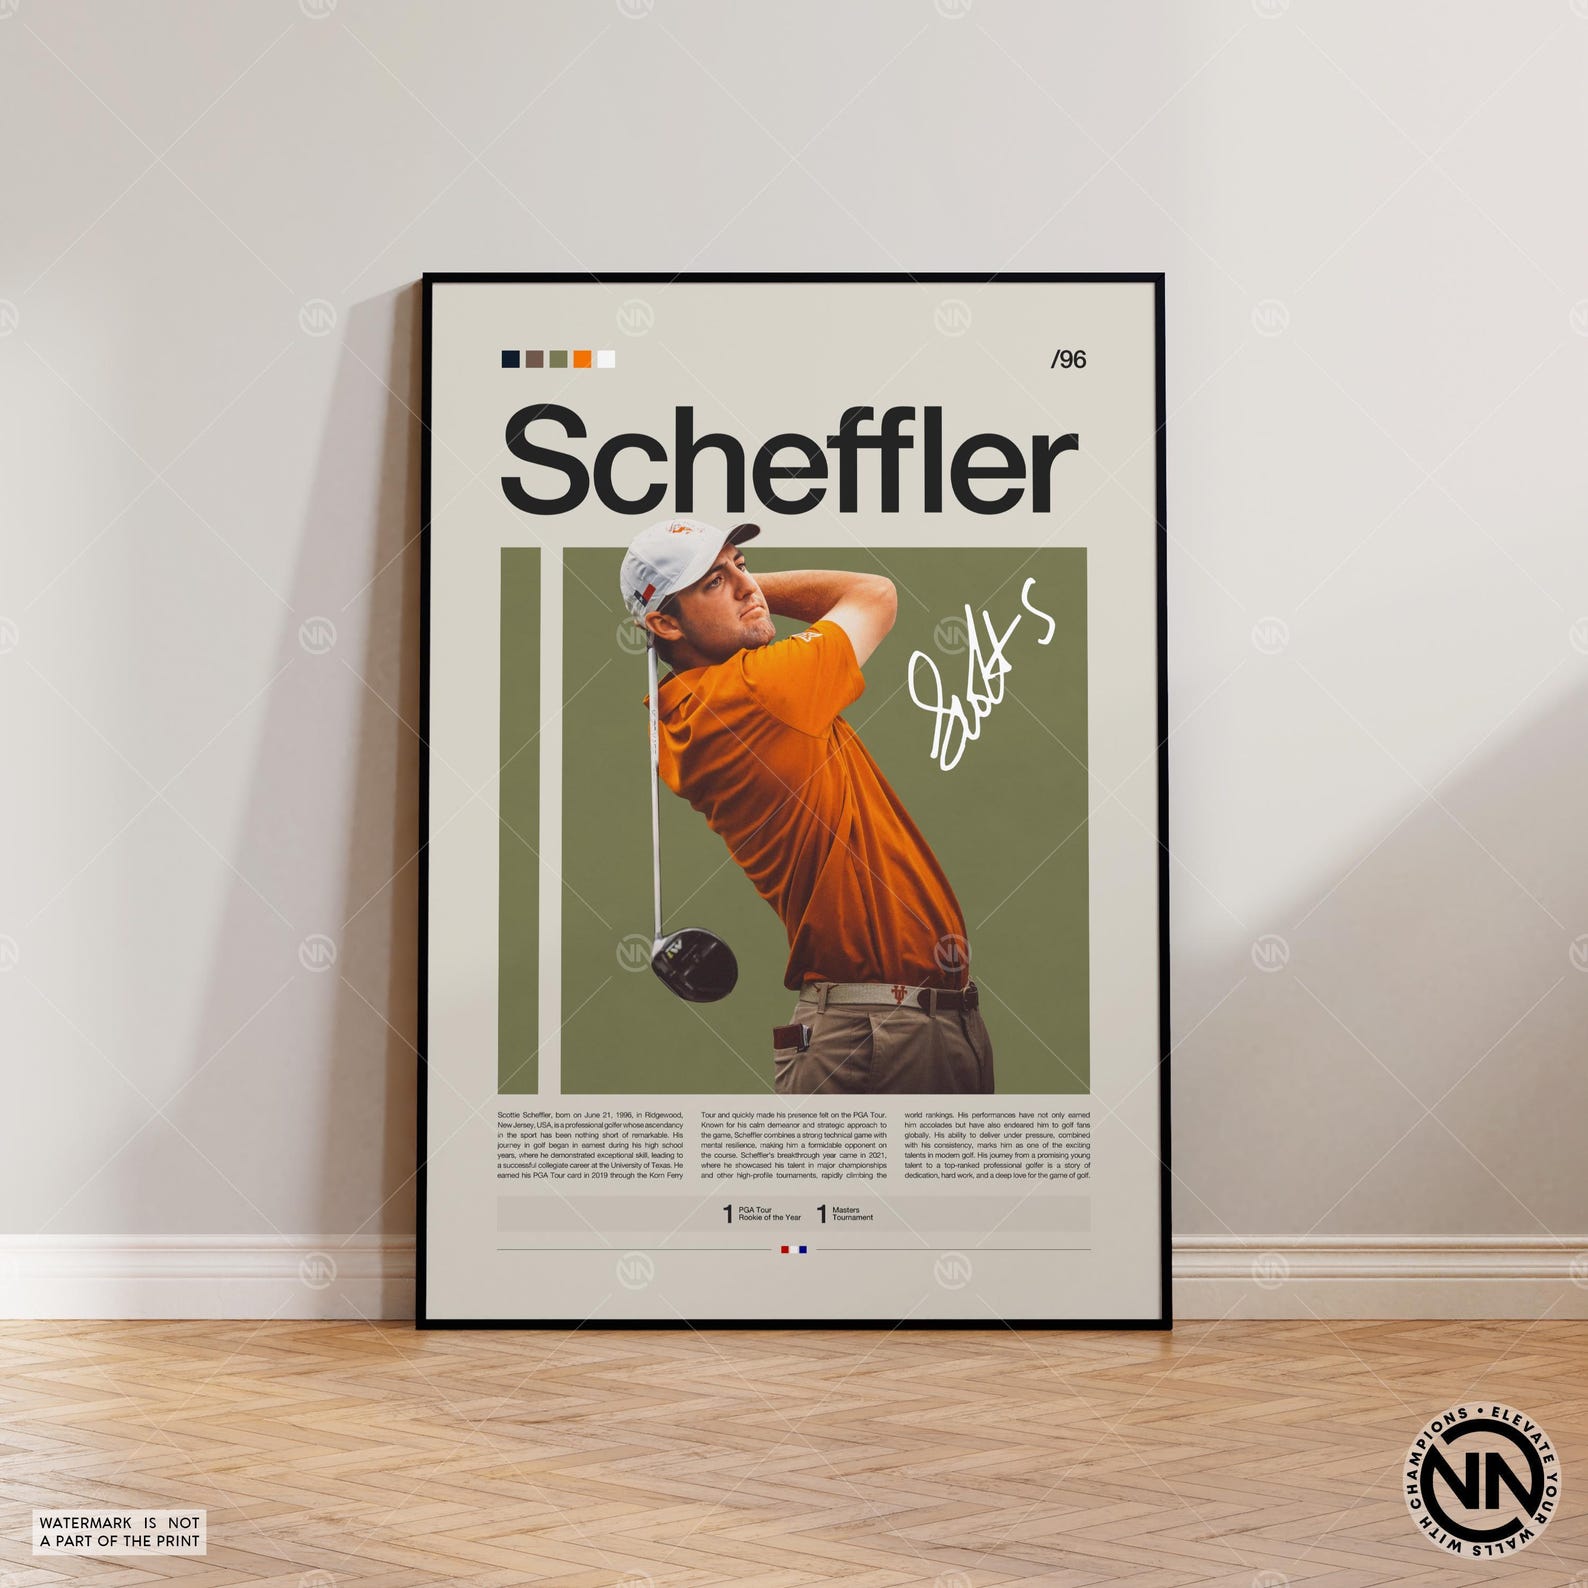 /96
Scheffler
Scott S
Scottie Scheffler, born on June 21, 1996, in Ridgewood,
New Jersey, USA, is a professional golfer whose ascendancy
in the sport has been nothing short of remarkable. His
journey in golf began in earnest during his high school
years, where he demonstrated exceptional skill, leading to
a successful collegiate career at the University of Texas. He
earned his PGA Tour card in 2019 through the Korn Ferry
Tour and quickly made his presence felt on the PGA Tour.
Known for his calm demeanor and strategic approach to
the game, Scheffler combines a strong technical game with
mental resilience, making him a formidable opponent on
the course. Scheffler's breakthrough year came in 2021,
where he showcased his talent in major championships
and other high-profile tournaments, rapidly climbing the
world rankings. His performances have not only earned
him accolades but have also endeared him to golf fans
globally. His ability to deliver under pressure, combined
with his consistency, marks him as one of the exciting
talents in modern golf. His journey from a promising young
talent to a top-ranked professional golfer is a story of
dedication, hard work, and a deep love for the game of golf.
1 PGA Tour
Rookie of the Year
1 Masters
Tournament
WATERMARK IS NOT
A PART OF THE PRINT
ELEVATE YOUR WALLS WITH CHAMPIONS •
NN